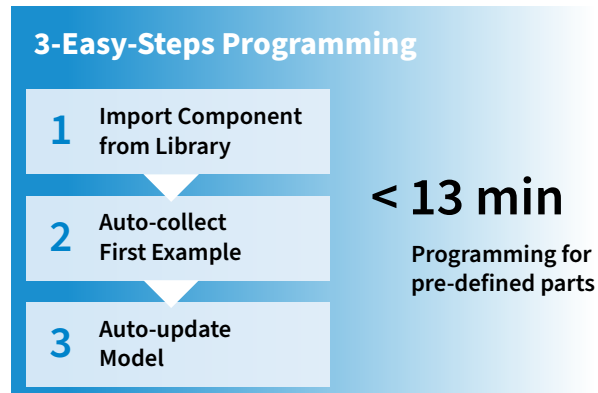 3-Easy-Steps Programming
1
Import Component
from Library
2
Auto-collect
First Example
3
Auto-update
Model
< 13 min
Programming for
pre-defined parts